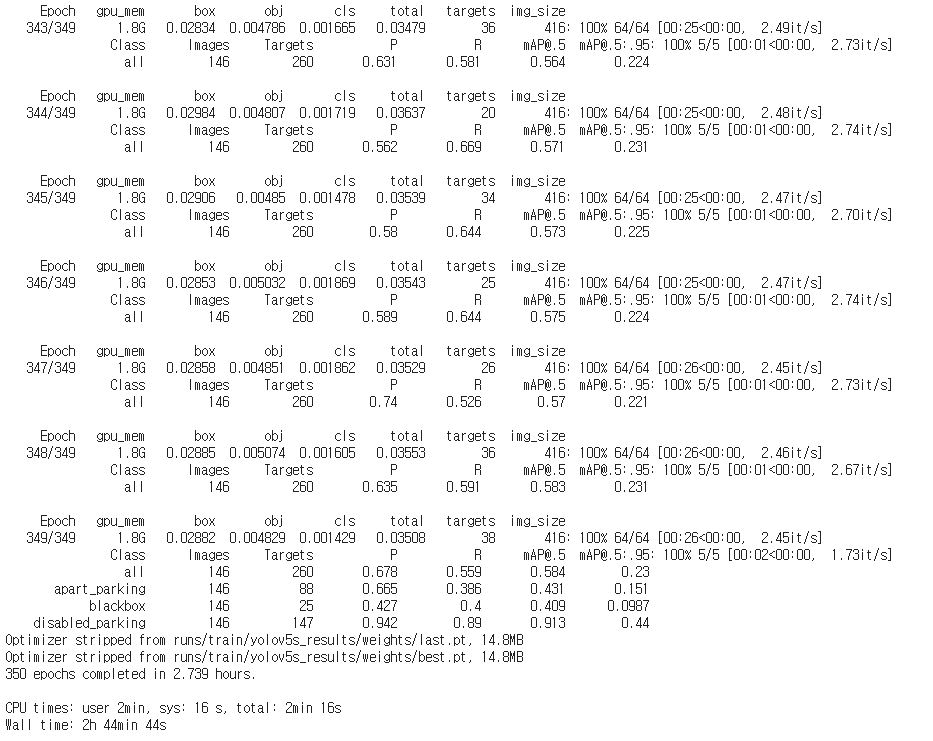 Epoch gpu_mem box obj cls total targets img_size
343/349 1.8G 0.02834 0.004786 0.001665 0.03479 36 416: 100% 64/64 [00:25<00:00, 2.49it/s]
Class Images Targets P R mAP@.5 mAP@.5:.95: 100% 5/5 [00:01<00:00, 2.73it/s]
all 146 260 0.631 0.581 0.564 0.224
Epoch gpu_mem box obj cls total targets img_size
344/349 1.8G 0.02984 0.004807 0.001719 0.03637 20 416: 100% 64/64 [00:25<00:00, 2.48it/s]
Class Images Targets P R mAP@.5 mAP@.5:.95: 100% 5/5 [00:01<00:00, 2.74it/s]
all 146 260 0.562 0.669 0.571 0.231
Epoch gpu_mem box obj cls total targets img_size
345/349 1.8G 0.02906 0.00485 0.001478 0.03539 34 416: 100% 64/64 [00:25<00:00, 2.47it/s]
Class Images Targets P R mAP@.5 mAP@.5:.95: 100% 5/5 [00:01<00:00, 2.70it/s]
all 146 260 0.58 0.644 0.573 0.225
Epoch gpu_mem box obj cls total targets img_size
346/349 1.8G 0.02853 0.005032 0.001869 0.03543 25 416: 100% 64/64 [00:25<00:00, 2.47it/s]
Class Images Targets P R mAP@.5 mAP@.5:.95: 100% 5/5 [00:01<00:00, 2.74it/s]
all 146 260 0.589 0.644 0.575 0.224
Epoch gpu_mem box obj cls total targets img_size
347/349 1.8G 0.02858 0.004851 0.001862 0.03529 26 416: 100% 64/64 [00:26<00:00, 2.45it/s]
Class Images Targets P R mAP@.5 mAP@.5:.95: 100% 5/5 [00:01<00:00, 2.73it/s]
all 146 260 0.74 0.526 0.57 0.221
Epoch gpu_mem box obj cls total targets img_size
348/349 1.8G 0.02885 0.005074 0.001605 0.03553 36 416: 100% 64/64 [00:26<00:00, 2.46it/s]
Class Images Targets P R mAP@.5 mAP@.5:.95: 100% 5/5 [00:01<00:00, 2.67it/s]
all 146 260 0.635 0.591 0.583 0.231
Epoch gpu_mem box obj cls total targets img_size
349/349 1.8G 0.02882 0.004829 0.001429 0.03508 38 416: 100% 64/64 [00:26<00:00, 2.45it/s]
Class Images Targets P R mAP@.5 mAP@.5:.95: 100% 5/5 [00:02<00:00, 1.73it/s]
all 146 260 0.678 0.559 0.584 0.23
apart_parking 146 88 0.665 0.386 0.431 0.151
blackbox 146 25 0.427 0.4 0.409 0.0987
disabled_parking 146 147 0.942 0.89 0.913 0.44
Optimizer stripped from runs/train/yolov5s_results/weights/last.pt, 14.8MB
Optimizer stripped from runs/train/yolov5s_results/weights/best.pt, 14.8MB
350 epochs completed in 2.739 hours.
CPU times: user 2min, sys: 16 s, total: 2min 16s
Wall time: 2h 44min 44s